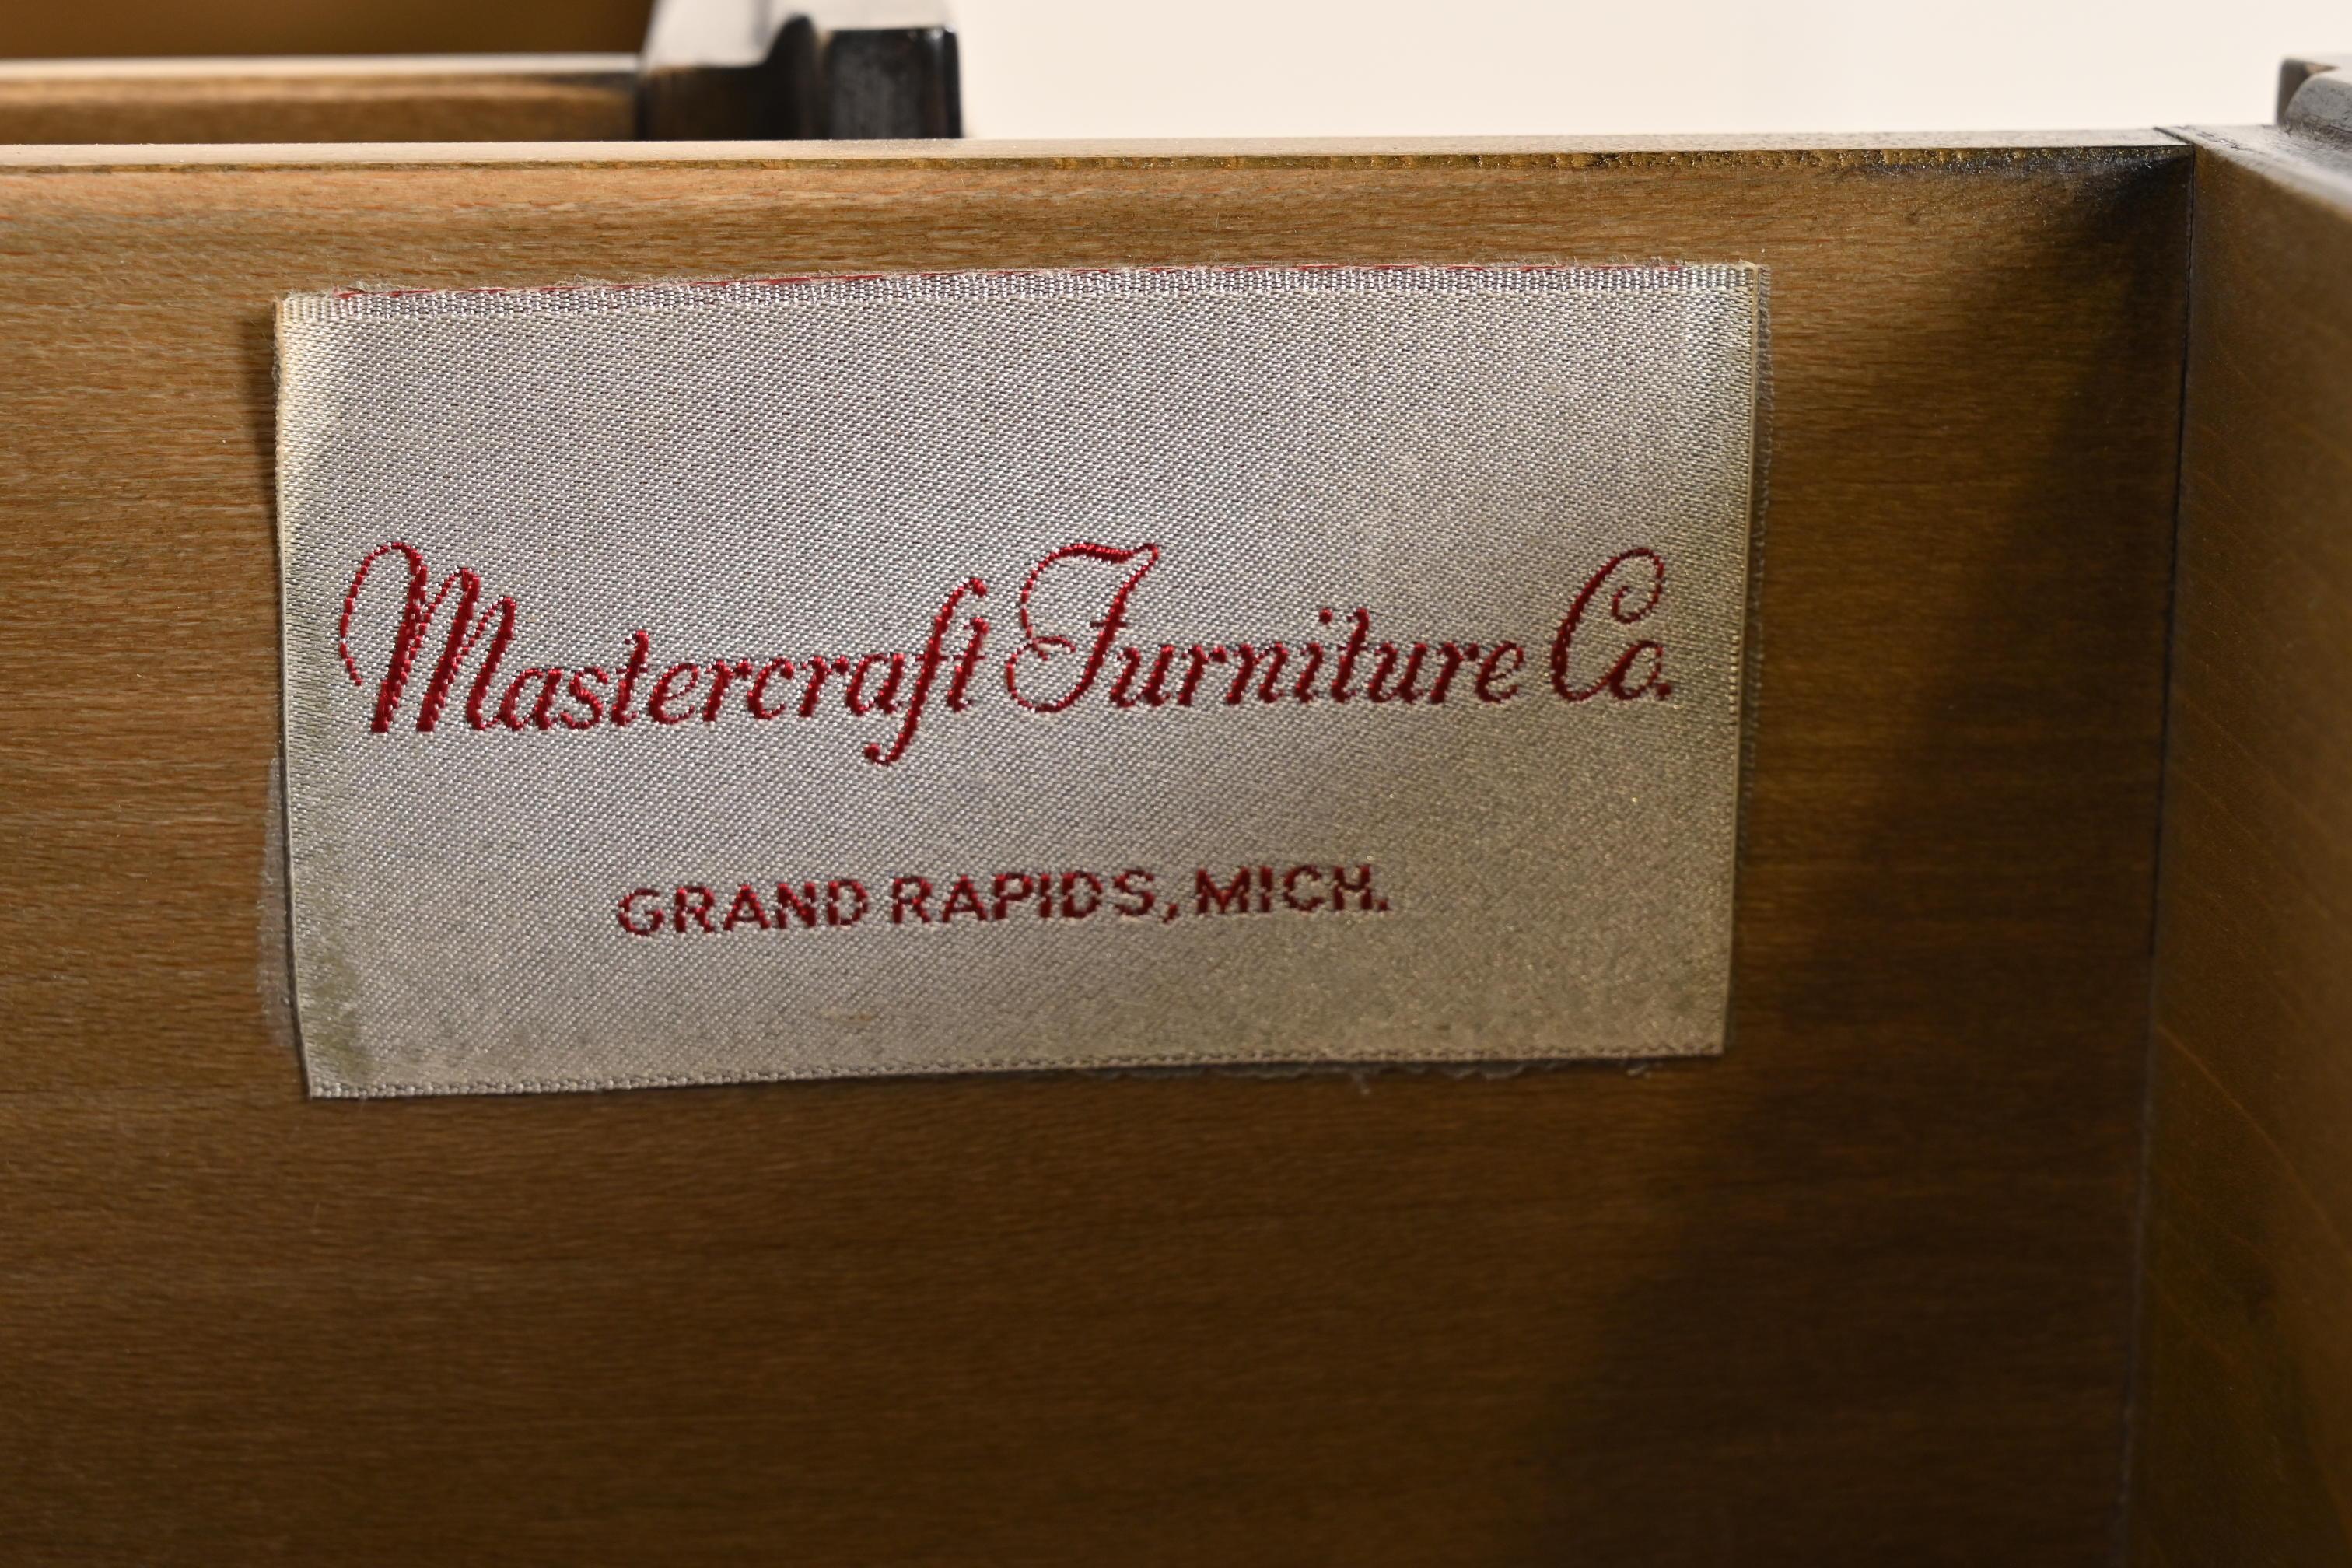 Mastercraft Furniture Co.
GRAND RAPIDS, MICH.